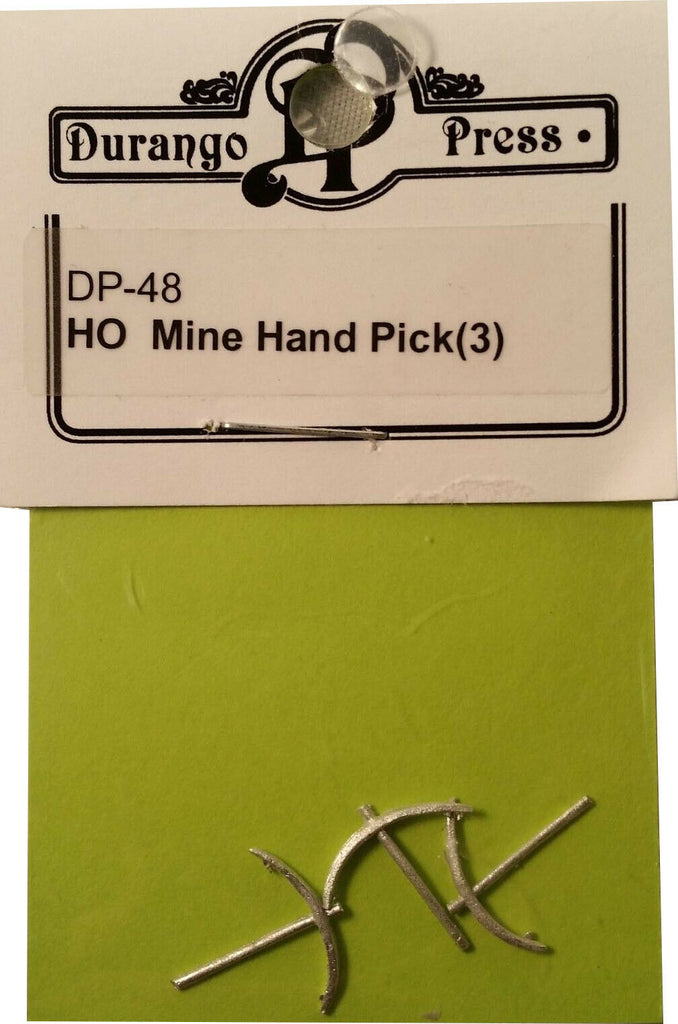 Durango Press •
DP-48
HO Mine Hand Pick(3)